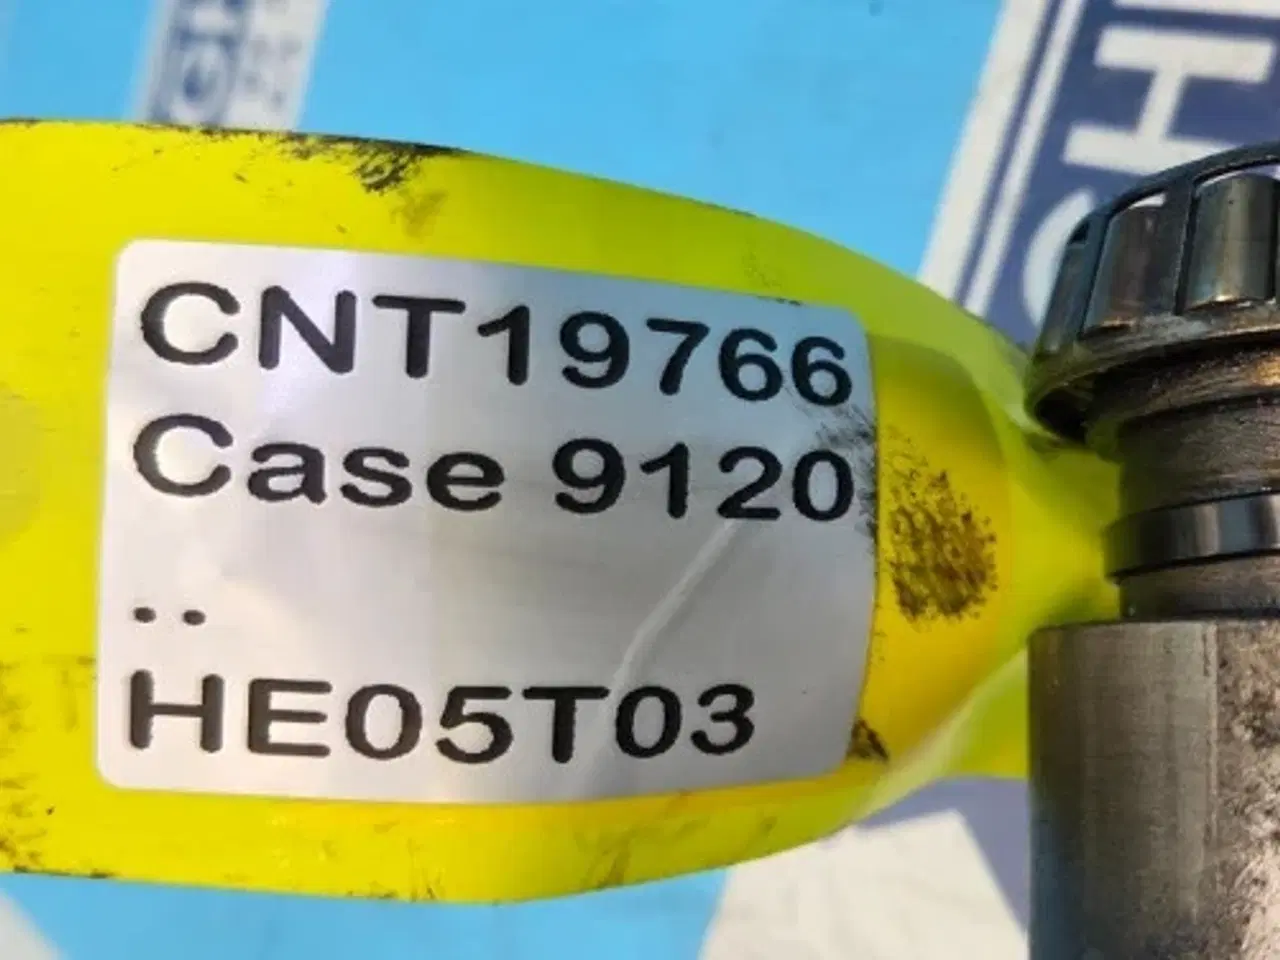 CNT19766
Case 9120
..
HE05T03